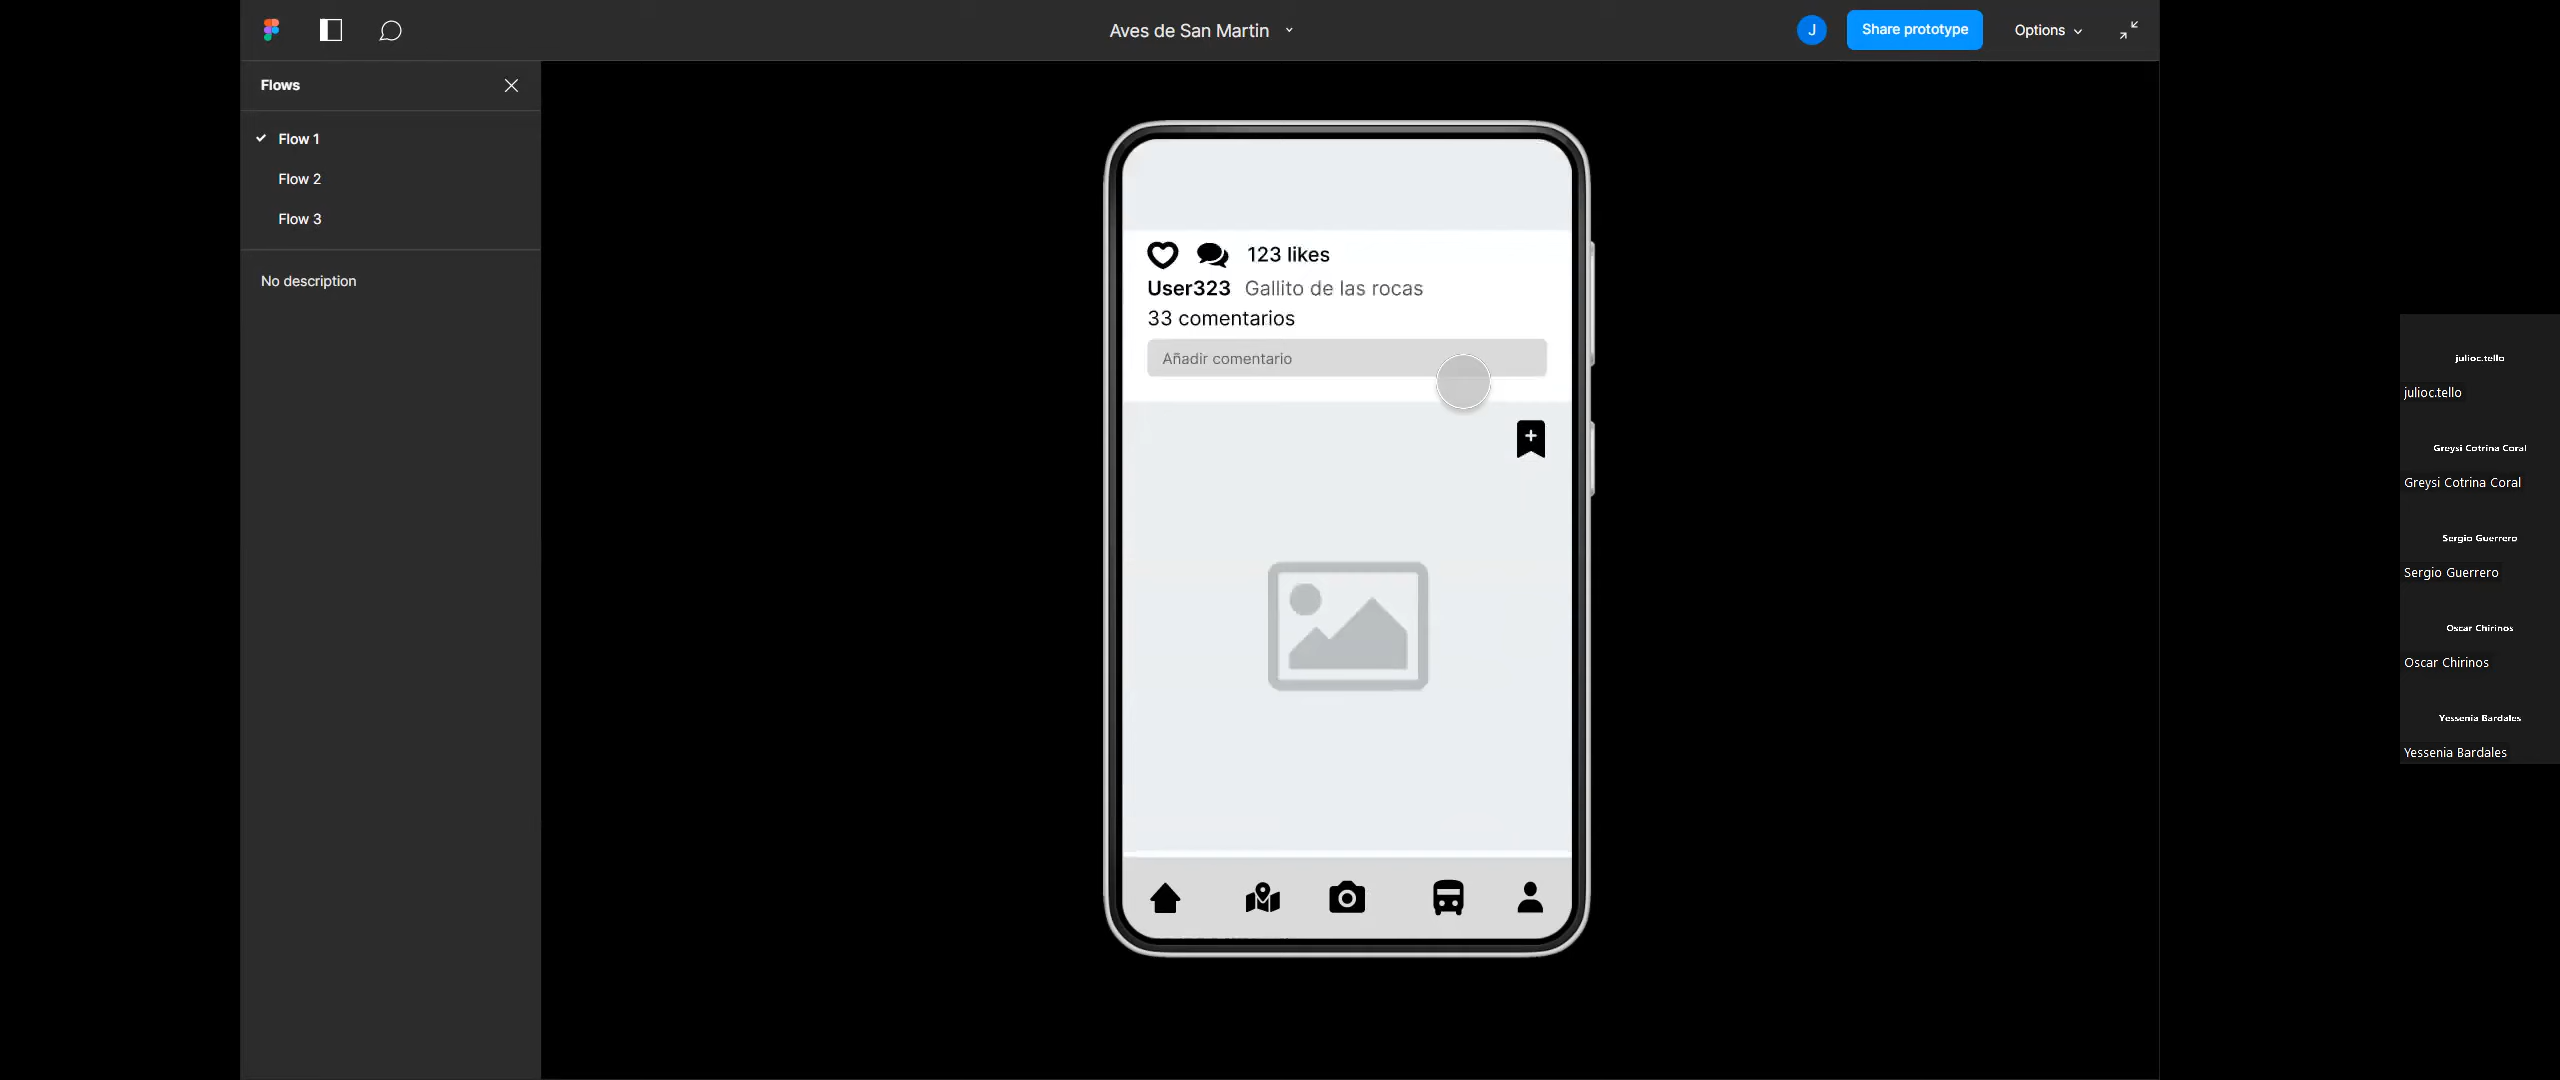 Aves de San Martin
J
Share prototype
Options
Flows
Flow 1
Flow 2
Flow 3
No description
123 likes
User323 Gallito de las rocas
33 comentarios
Añadir comentario
julioc.tello
julioc.tello
Greysi Cotrina Coral
Greysi Cotrina Coral
Sergio Guerrero
Sergio Guerrero
Oscar Chirinos
Oscar Chirinos
Yessenia Bardales
Yessenia Bardales